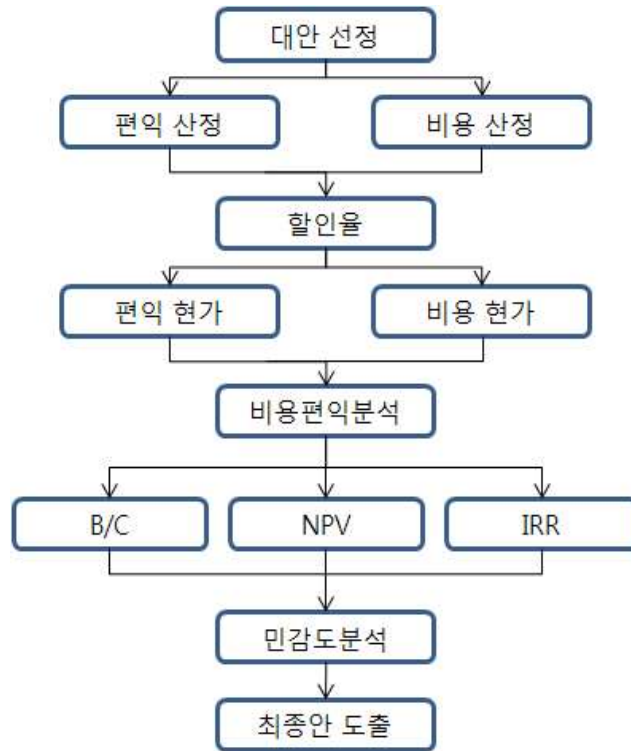 대안 선정
편익 산정
비용 산정
할인율
편익 현가
비용 현가
비용편익분석
B/C
NPV
IRR
민감도분석
최종안 도출